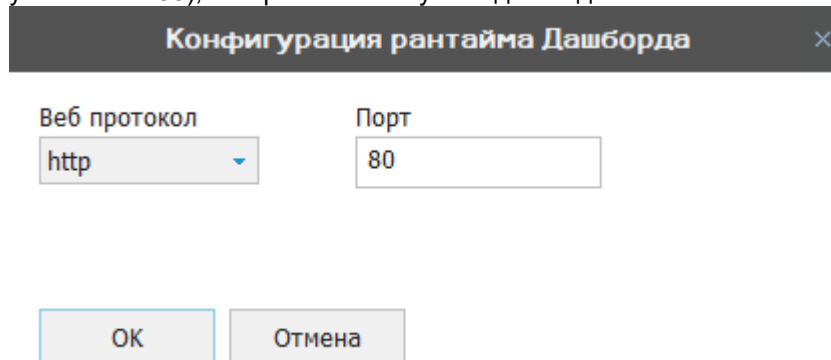 Конфигурация рантайма Дашборда
Веб протокол Порт
http 80
OK Отмена